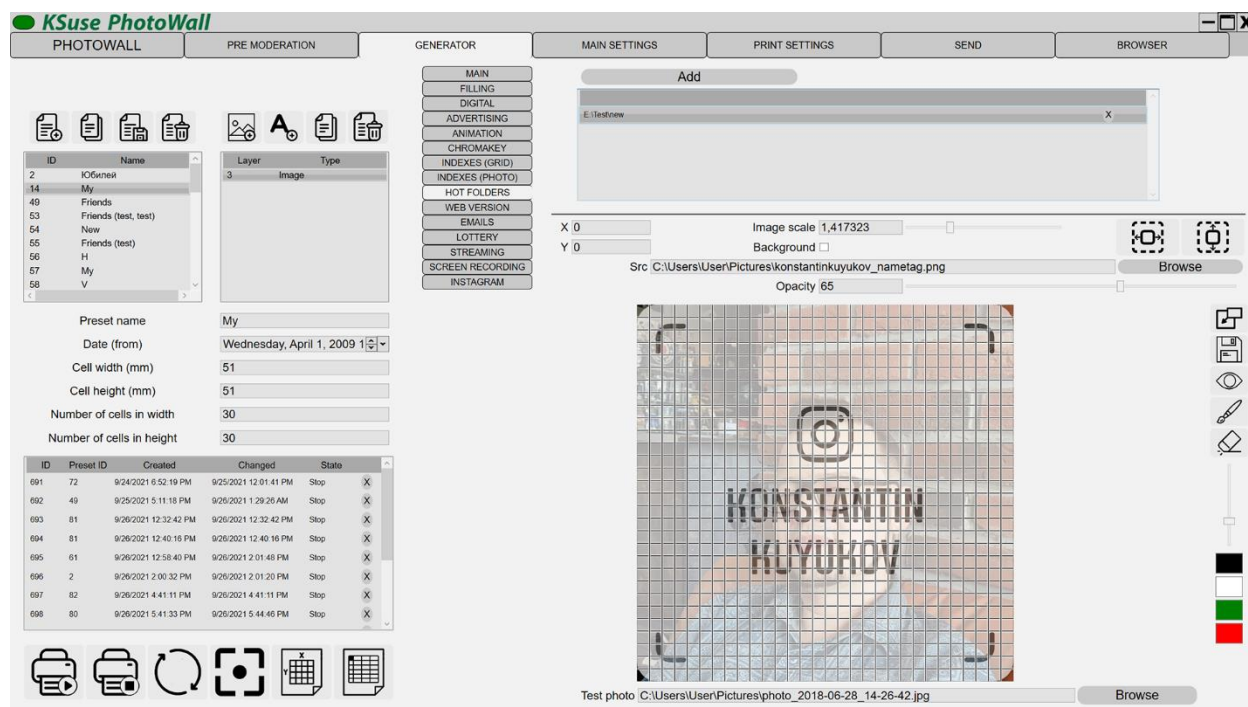 KSuse PhotoWall
PHOTOWALL
PRE MODERATION
GENERATOR
MAIN SETTINGS
PRINT SETTINGS
SEND
BROWSER
MAIN
FILLING
DIGITAL
ADVERTISING
ANIMATION
CHROMAKEY
INDEXES (GRID)
INDEXES (PHOTO)
HOT FOLDERS
WEB VERSION
EMAILS
LOTTERY
STREAMING
SCREEN RECORDING
INSTAGRAM
ID Name
2 Юбилей
14 My
49 Friends
53 Friends (test, test)
54 New
55 Friends (test)
56 H
57 My
58 V
Layer Type
3 Image
Preset name My
Date (from) Wednesday, April 1, 2009 1
Cell width (mm) 51
Cell height (mm) 51
Number of cells in width 30
Number of cells in height 30
ID Preset ID Created Changed State
691 72 9/24/2021 6:52:19 PM 9/25/2021 12:01:41 PM Stop X
692 49 9/25/2021 5:11:18 PM 9/26/2021 1:29:26 AM Stop X
693 81 9/26/2021 12:32:42 PM 9/26/2021 12:32:42 PM Stop X
694 81 9/26/2021 12:40:16 PM 9/26/2021 12:40:16 PM Stop X
695 61 9/26/2021 12:58:40 PM 9/26/2021 2:01:48 PM Stop X
696 2 9/26/2021 2:00:32 PM 9/26/2021 2:01:20 PM Stop X
697 82 9/26/2021 4:41:11 PM 9/26/2021 4:41:11 PM Stop X
698 80 9/26/2021 5:41:33 PM 9/26/2021 5:44:46 PM Stop X
X
Y
Add
E:\Test\new X
X 0 Image scale 1,417323
Y 0 Background
Src C:\Users\User\Pictures\konstantinkuyukov_nametag.png Browse
Opacity 65
KONSTANTIN
KUYUKOV
Test photo C:\Users\User\Pictures\photo_2018-06-28_14-26-42.jpg Browse